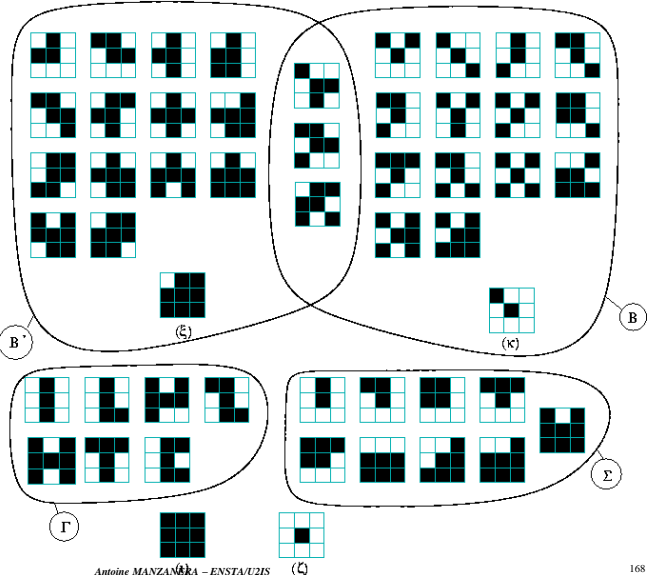 (ξ)
(κ)
B'
B
Σ
Γ
(ι) (ζ)
Antoine MANZANERA – ENSTA/U2IS 168